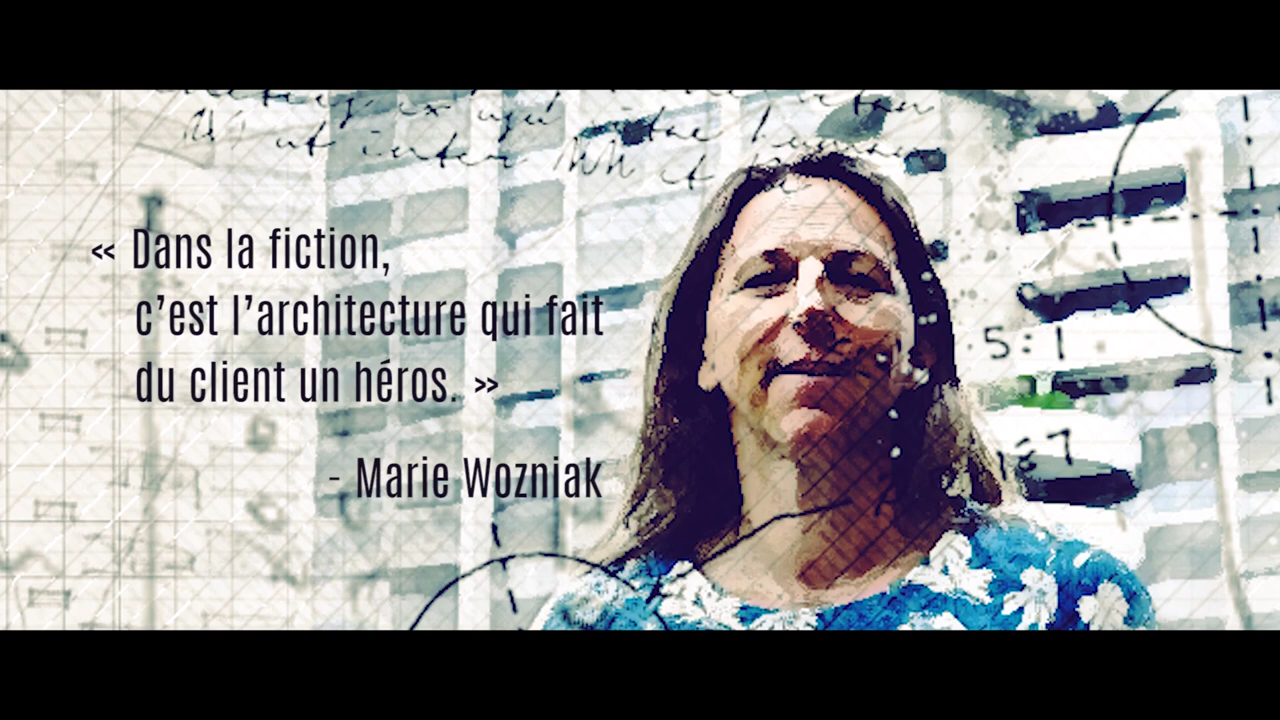 « Dans la fiction,
c’est l’architecture qui fait
du client un héros. »
- Marie Wozniak
5:1